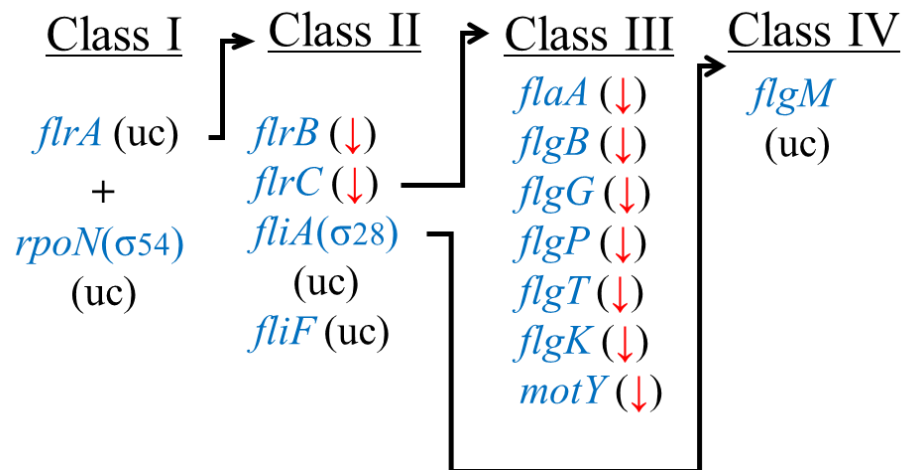 Class I
flrA (uc)
+
rpoN(σ54)
(uc)
Class II
flrB (↓)
flrC (↓)
fliA(σ28)
(uc)
fliF (uc)
Class III
flaA (↓)
flgB (↓)
flgG (↓)
flgP (↓)
flgT (↓)
flgK (↓)
motY (↓)
Class IV
flgM
(uc)